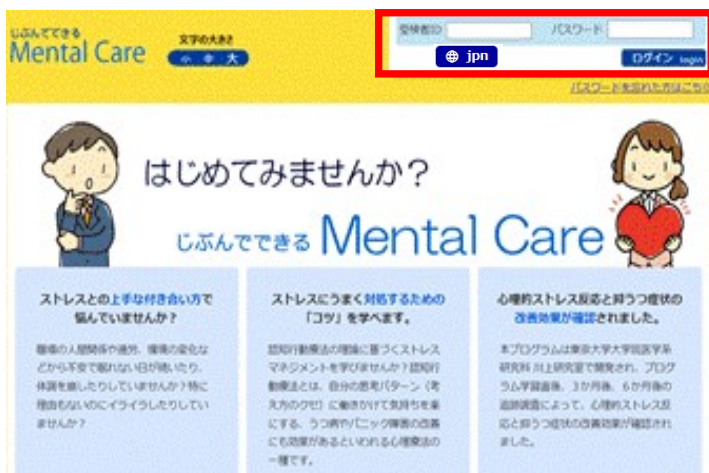 じぶんでできる
Mental Care
文字の大きさ
小 中 大
受検者ID
パスワード
jpn
ログイン login
パスワードを忘れた方はこちら
はじめてみませんか？
じぶんでできる Mental Care
ストレスとの上手な付き合い方で
悩んでいませんか？
職場の人間関係や疲労、環境の変化な
どから不安で眠れない日が続いたり、
体調を崩したりしていませんか？特に
理由もないのにイライラしたりしてい
ませんか？
ストレスにうまく対処するための
「コツ」を学べます。
認知行動療法の理論に基づくストレス
マネジメントを学びませんか？認知行
動療法とは、自分の思考パターン（考
え方のクセ）に働きかけて気持ちを楽
にする、うつ病やパニック障害の改善
にも効果があるといわれる心理療法の
一種です。
心理的ストレス反応と抑うつ症状の
改善効果が確認されました。
本プログラムは東京大学大学院医学系
研究科 川上研究室で開発され、プログ
ラム学習直後、3か月後、6か月後の
追跡調査によって、心理的ストレス反
応と抑うつ症状の改善効果が確認され
ました。